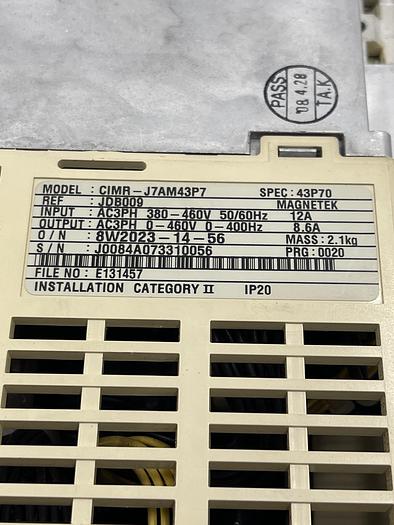 PASS
'08.4.28
T.A.K
MODEL : CIMR-J7AM43P7 SPEC: 43P70
REF : JDB009 MAGNETEK
INPUT : AC3PH 380-460V 50/60Hz 12A
OUTPUT: AC3PH 0-460V 0-400Hz 8.6A
O/N : 8W2023-14-56 MASS: 2.1kg
S/N : J0084A073310056 PRG: 0020
FILE NO : E131457
INSTALLATION CATEGORY II IP20